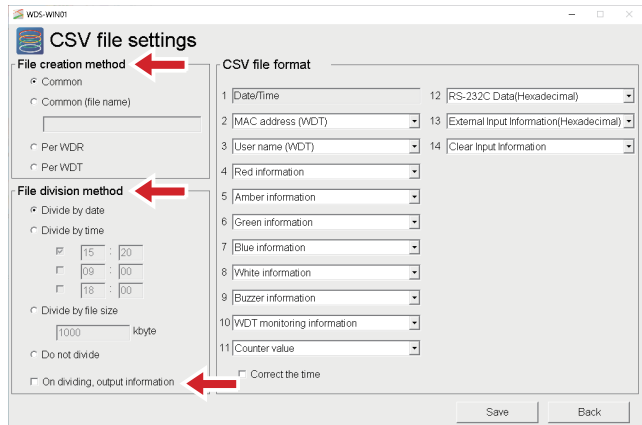 WDS-WIN01
CSV file settings
File creation method
Common
Common (file name)
Per WDR
Per WDT
File division method
Divide by date
Divide by time
15 : 20
09 : 00
18 : 00
Divide by file size
1000 kbyte
Do not divide
On dividing, output information
CSV file format
1 Date/Time
2 MAC address (WDT)
3 User name (WDT)
4 Red information
5 Amber information
6 Green information
7 Blue information
8 White information
9 Buzzer information
10 WDT monitoring information
11 Counter value
Correct the time
12 RS-232C Data(Hexadecimal)
13 External Input Information(Hexadecimal)
14 Clear Input Information
Save
Back